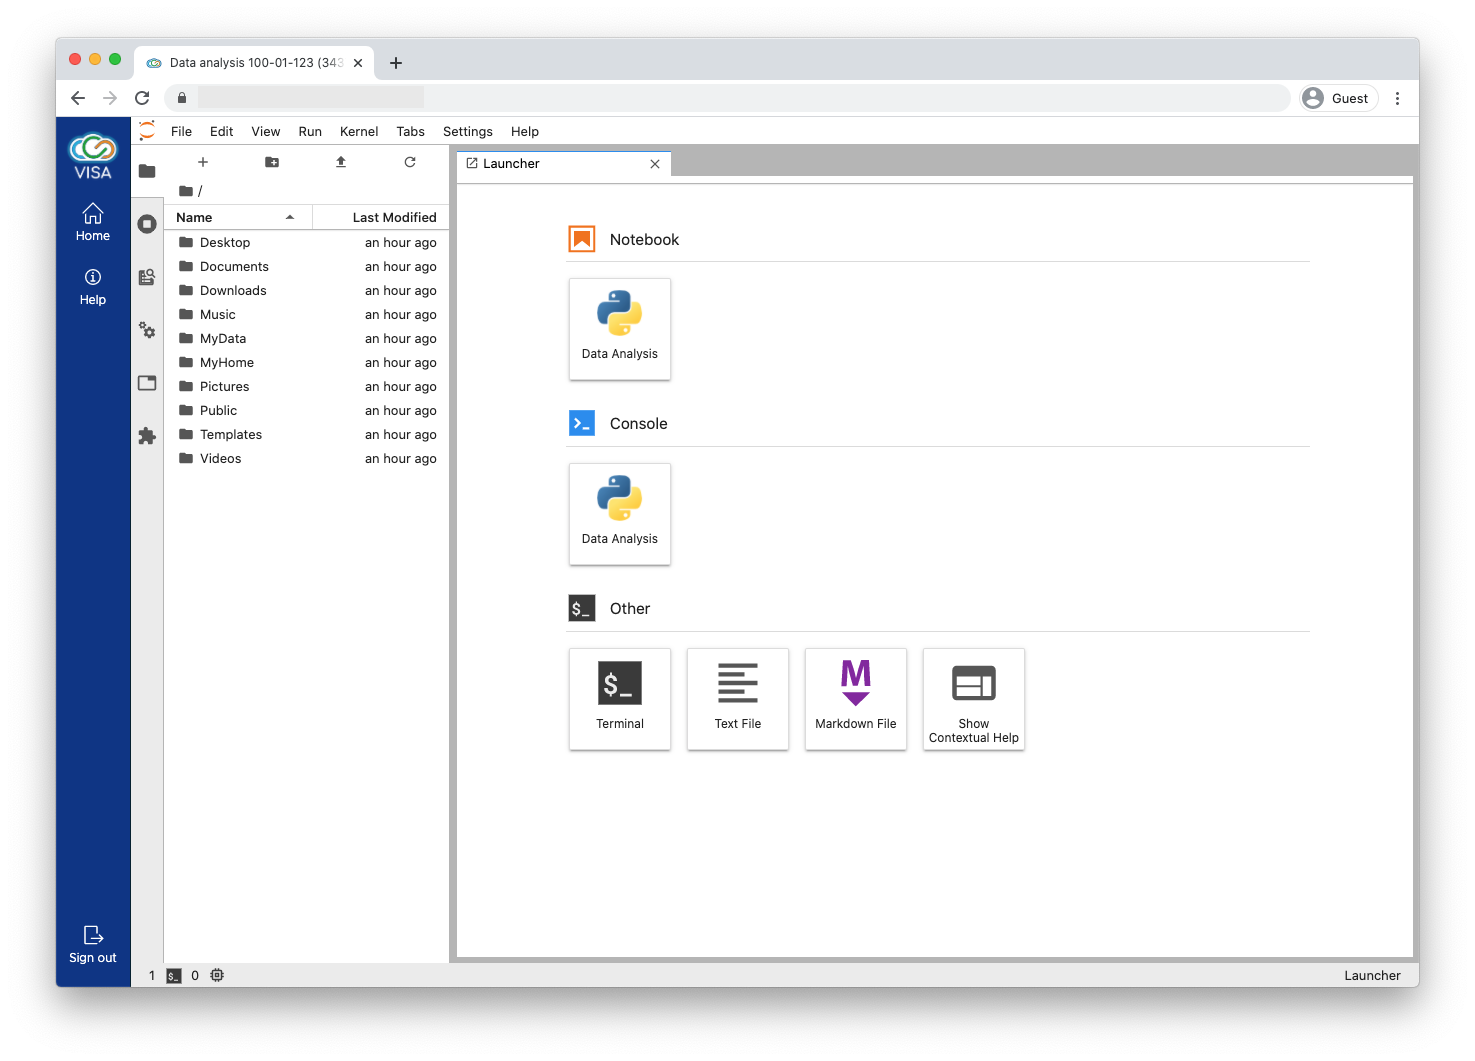 Data analysis 100-01-123 (343
Guest
VISA
Home
Help
Sign out
File Edit View Run Kernel Tabs Settings Help
/
Name Last Modified
Desktop an hour ago
Documents an hour ago
Downloads an hour ago
Music an hour ago
MyData an hour ago
MyHome an hour ago
Pictures an hour ago
Public an hour ago
Templates an hour ago
Videos an hour ago
Launcher
Notebook
Data Analysis
Console
>_
Data Analysis
$_ Other
$_
Terminal
Text File
M
Markdown File
Show
Contextual Help
1 $_ 0
Launcher